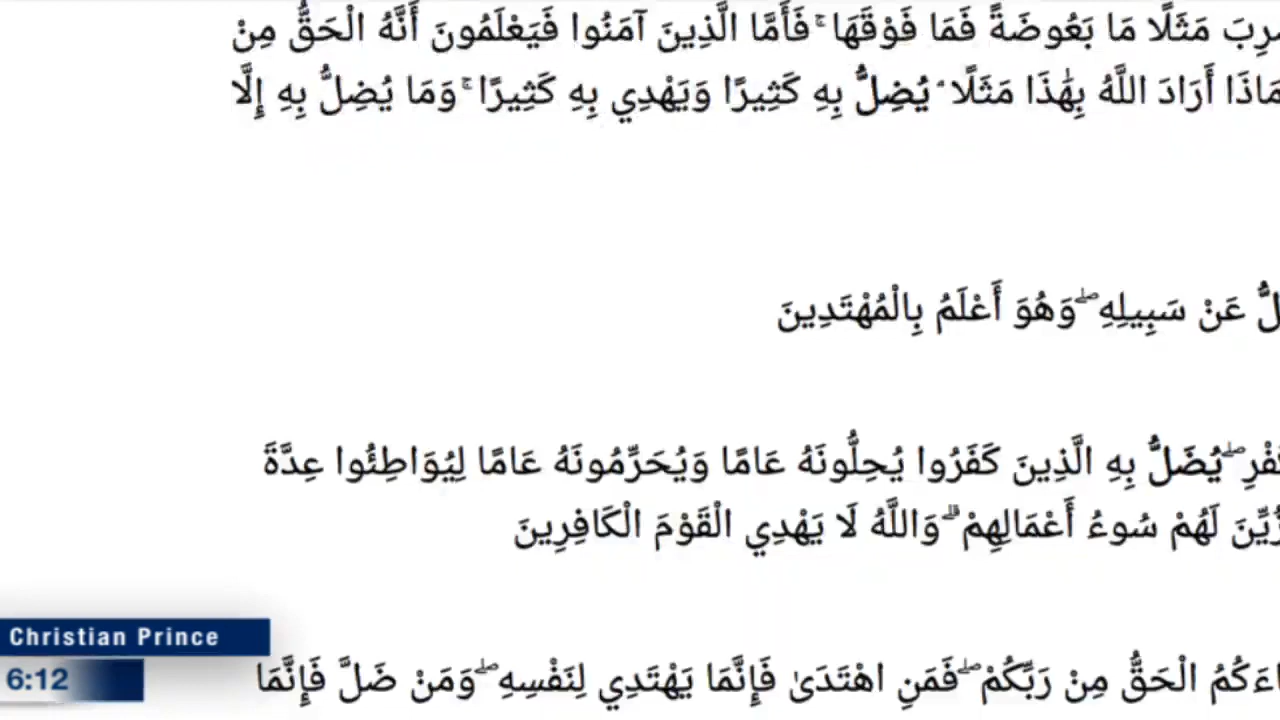 مَثَلًا مَا بَعُوضَةً فَمَا فَوْقَهَا ۚ فَأَمَّا الَّذِينَ آمَنُوا فَيَعْلَمُونَ أَنَّهُ الْحَقُّ مِنْ
أَرَادَ اللَّهُ بِهَٰذَا مَثَلًا ۘ يُضِلُّ بِهِ كَثِيرًا وَيَهْدِي بِهِ كَثِيرًا ۚ وَمَا يُضِلُّ بِهِ إِلَّا
عَنْ سَبِيلِهِ ۖ وَهُوَ أَعْلَمُ بِالْمُهْتَدِينَ
يُضَلُّ بِهِ الَّذِينَ كَفَرُوا يُحِلُّونَهُ عَامًا وَيُحَرِّمُونَهُ عَامًا لِيُوَاطِئُوا عِدَّةَ
زُيِّنَ لَهُمْ سُوءُ أَعْمَالِهِمْ ۗ وَاللَّهُ لَا يَهْدِي الْقَوْمَ الْكَافِرِينَ
الْحَقُّ مِنْ رَبِّكُمْ ۖ فَمَنِ اهْتَدَىٰ فَإِنَّمَا يَهْتَدِي لِنَفْسِهِ ۖ وَمَنْ ضَلَّ فَإِنَّمَا
Christian Prince
6:12